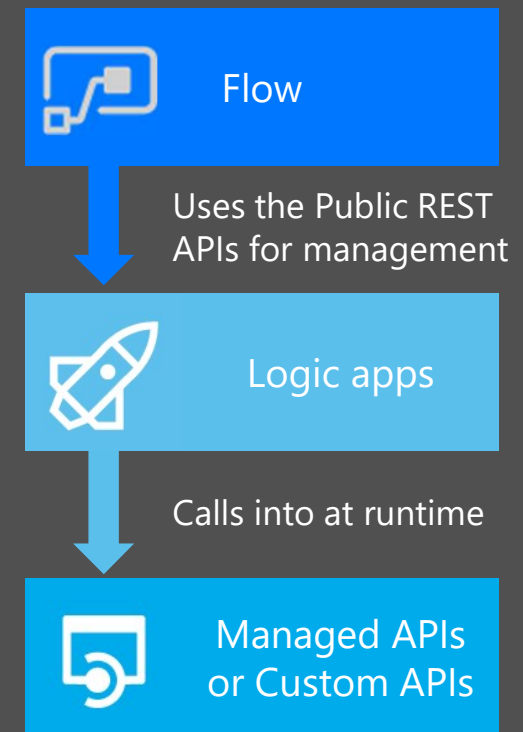 Flow
Uses the Public REST
APIs for management
Logic apps
Calls into at runtime
Managed APIs
or Custom APIs